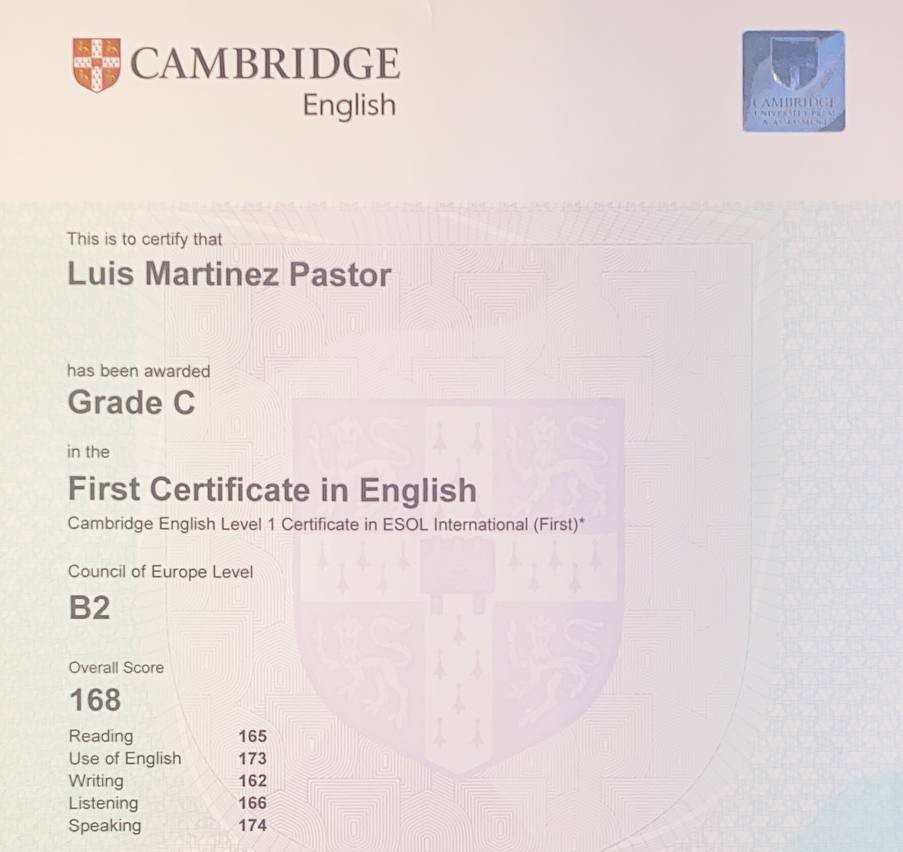 CAMBRIDGE
English
CAMBRIDGE
UNIVERSITY PRESS
& ASSESSMENT
This is to certify that
Luis Martinez Pastor
has been awarded
Grade C
in the
First Certificate in English
Cambridge English Level 1 Certificate in ESOL International (First)*
Council of Europe Level
B2
Overall Score
168
Reading 165
Use of English 173
Writing 162
Listening 166
Speaking 174